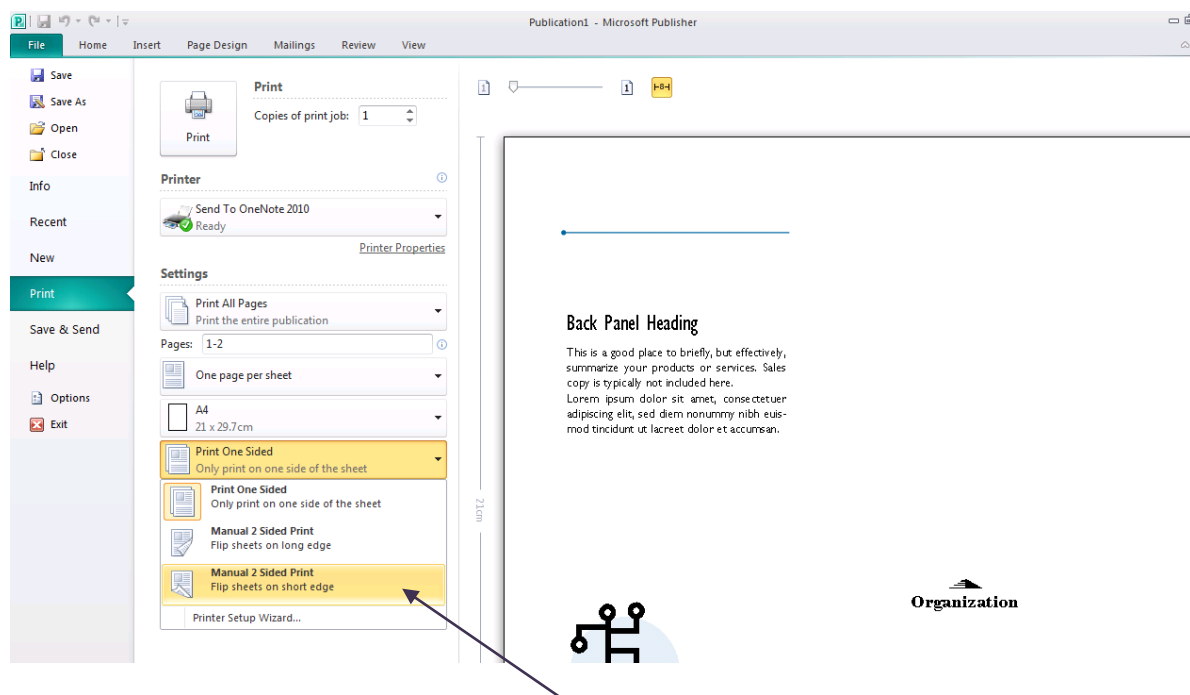 Publication1 - Microsoft Publisher
File Home Insert Page Design Mailings Review View
Save
Save As
Open
Close
Info
Recent
New
Print
Save & Send
Help
Options
Exit
Print
Print
Copies of print job: 1
Printer
Send To OneNote 2010
Ready
Printer Properties
Settings
Print All Pages
Print the entire publication
Pages: 1-2
One page per sheet
A4
21 x 29.7cm
Print One Sided
Only print on one side of the sheet
Print One Sided
Only print on one side of the sheet
Manual 2 Sided Print
Flip sheets on long edge
Manual 2 Sided Print
Flip sheets on short edge
Printer Setup Wizard...
1 1
21cm
Back Panel Heading
This is a good place to briefly, but effectively,
summarize your products or services. Sales
copy is typically not included here.
Lorem ipsum dolor sit amet, consectetuer
adipiscing elit, sed diem nonummy nibh euis-
mod tincidunt ut lacreet dolor et accumsan.
Organization